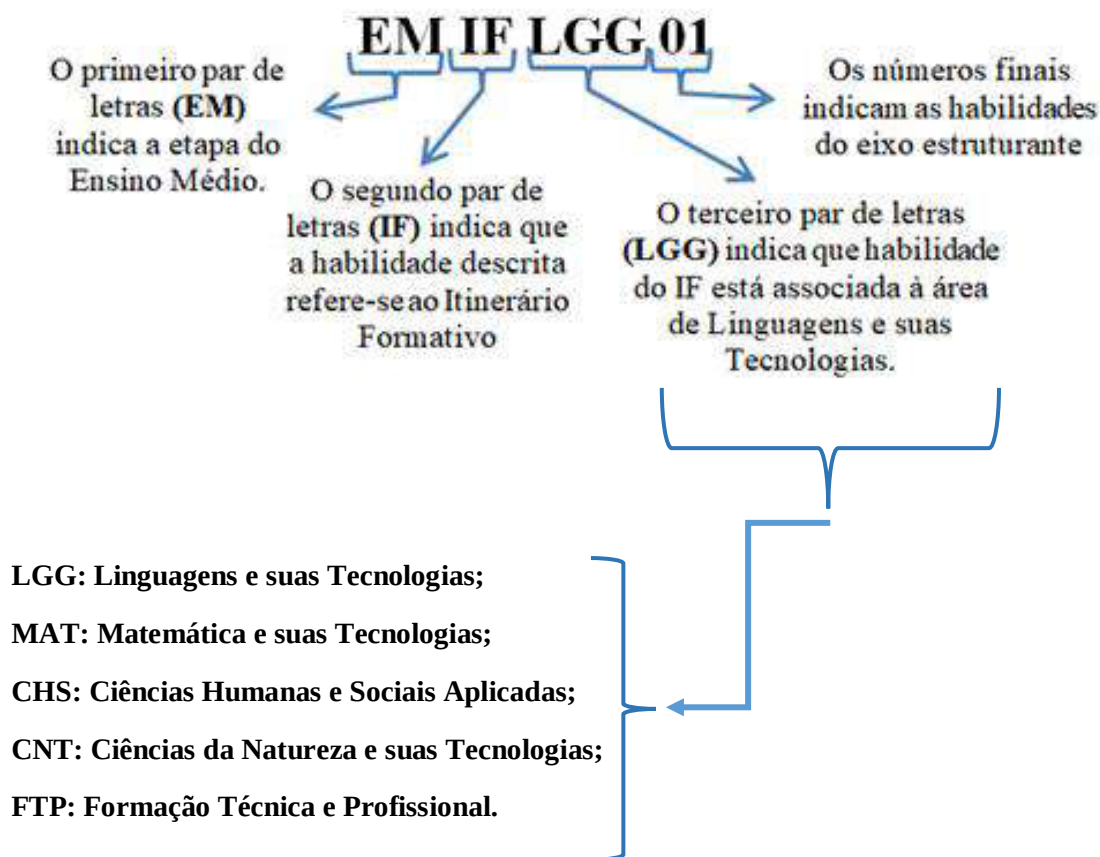 EM IF LGG 01
O primeiro par de
letras (EM)
indica a etapa do
Ensino Médio.
O segundo par de
letras (IF) indica que
a habilidade descrita
refere-se ao Itinerário
Formativo
O terceiro par de letras
(LGG) indica que habilidade
do IF está associada à área
de Linguagens e suas
Tecnologias.
Os números finais
indicam as habilidades
do eixo estruturante
LGG: Linguagens e suas Tecnologias;
MAT: Matemática e suas Tecnologias;
CHS: Ciências Humanas e Sociais Aplicadas;
CNT: Ciências da Natureza e suas Tecnologias;
FTP: Formação Técnica e Profissional.